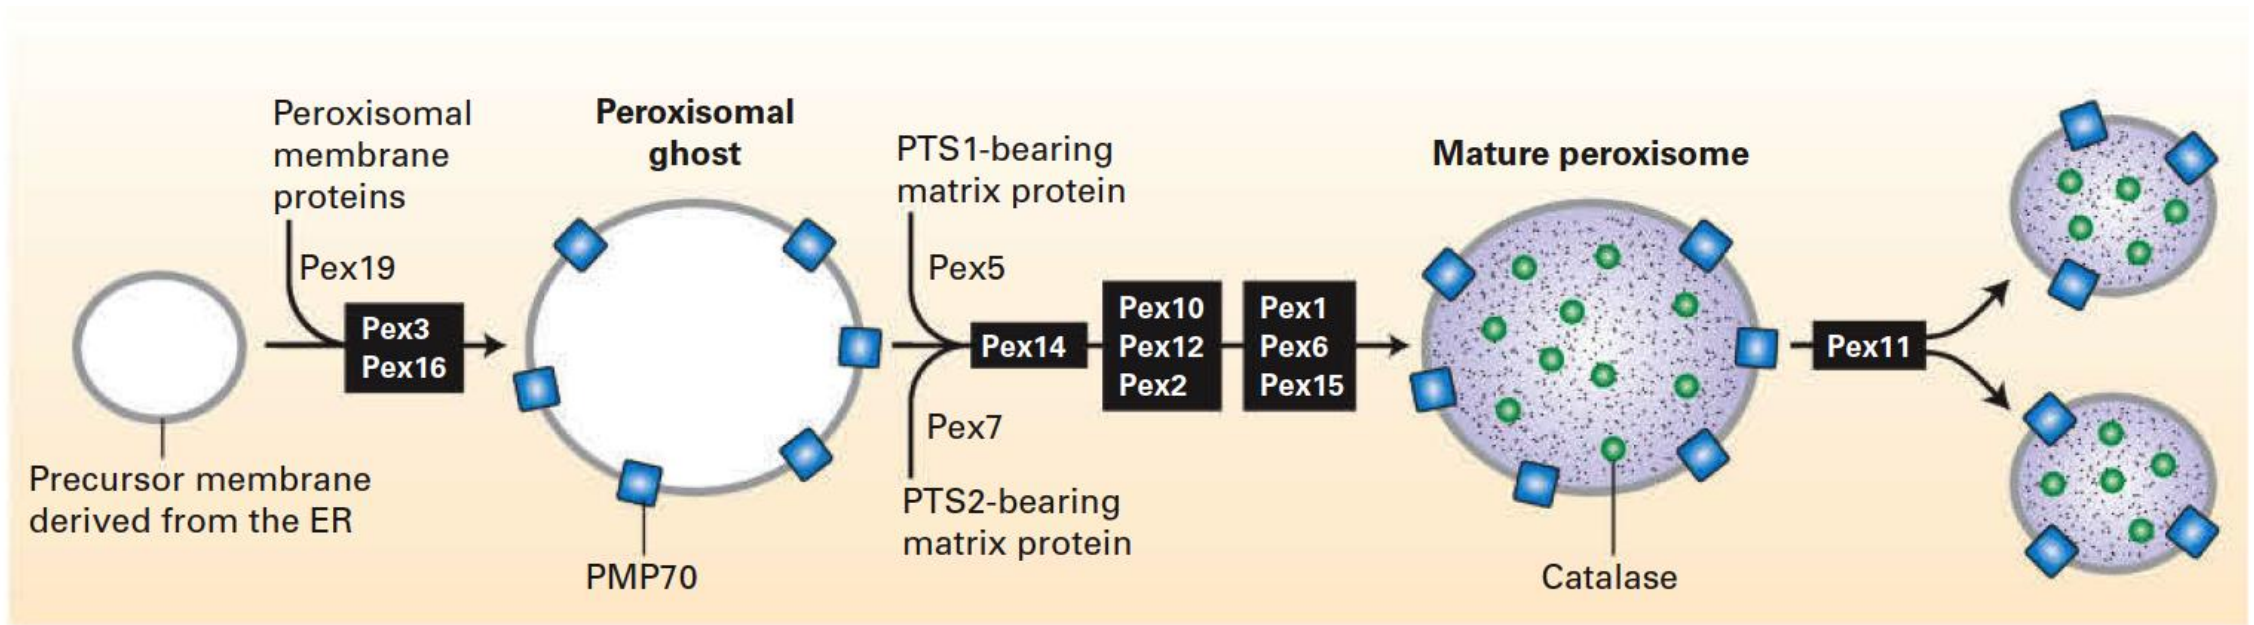 Peroxisomal
membrane
proteins
Pex19
Pex3
Pex16
Precursor membrane
derived from the ER
Peroxisomal
ghost
PMP70
PTS1-bearing
matrix protein
Pex5
Pex14
Pex7
PTS2-bearing
matrix protein
Pex10
Pex12
Pex2
Pex1
Pex6
Pex15
Mature peroxisome
Catalase
Pex11